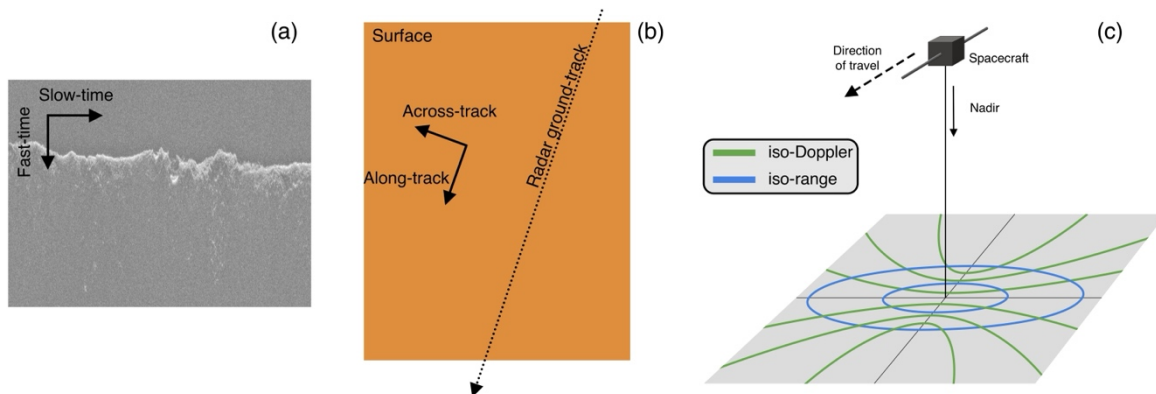 (a)
Slow-time
Fast-time
(b)
Surface
Across-track
Along-track
Radar ground-track
(c)
Direction
of travel
Spacecraft
Nadir
iso-Doppler
iso-range